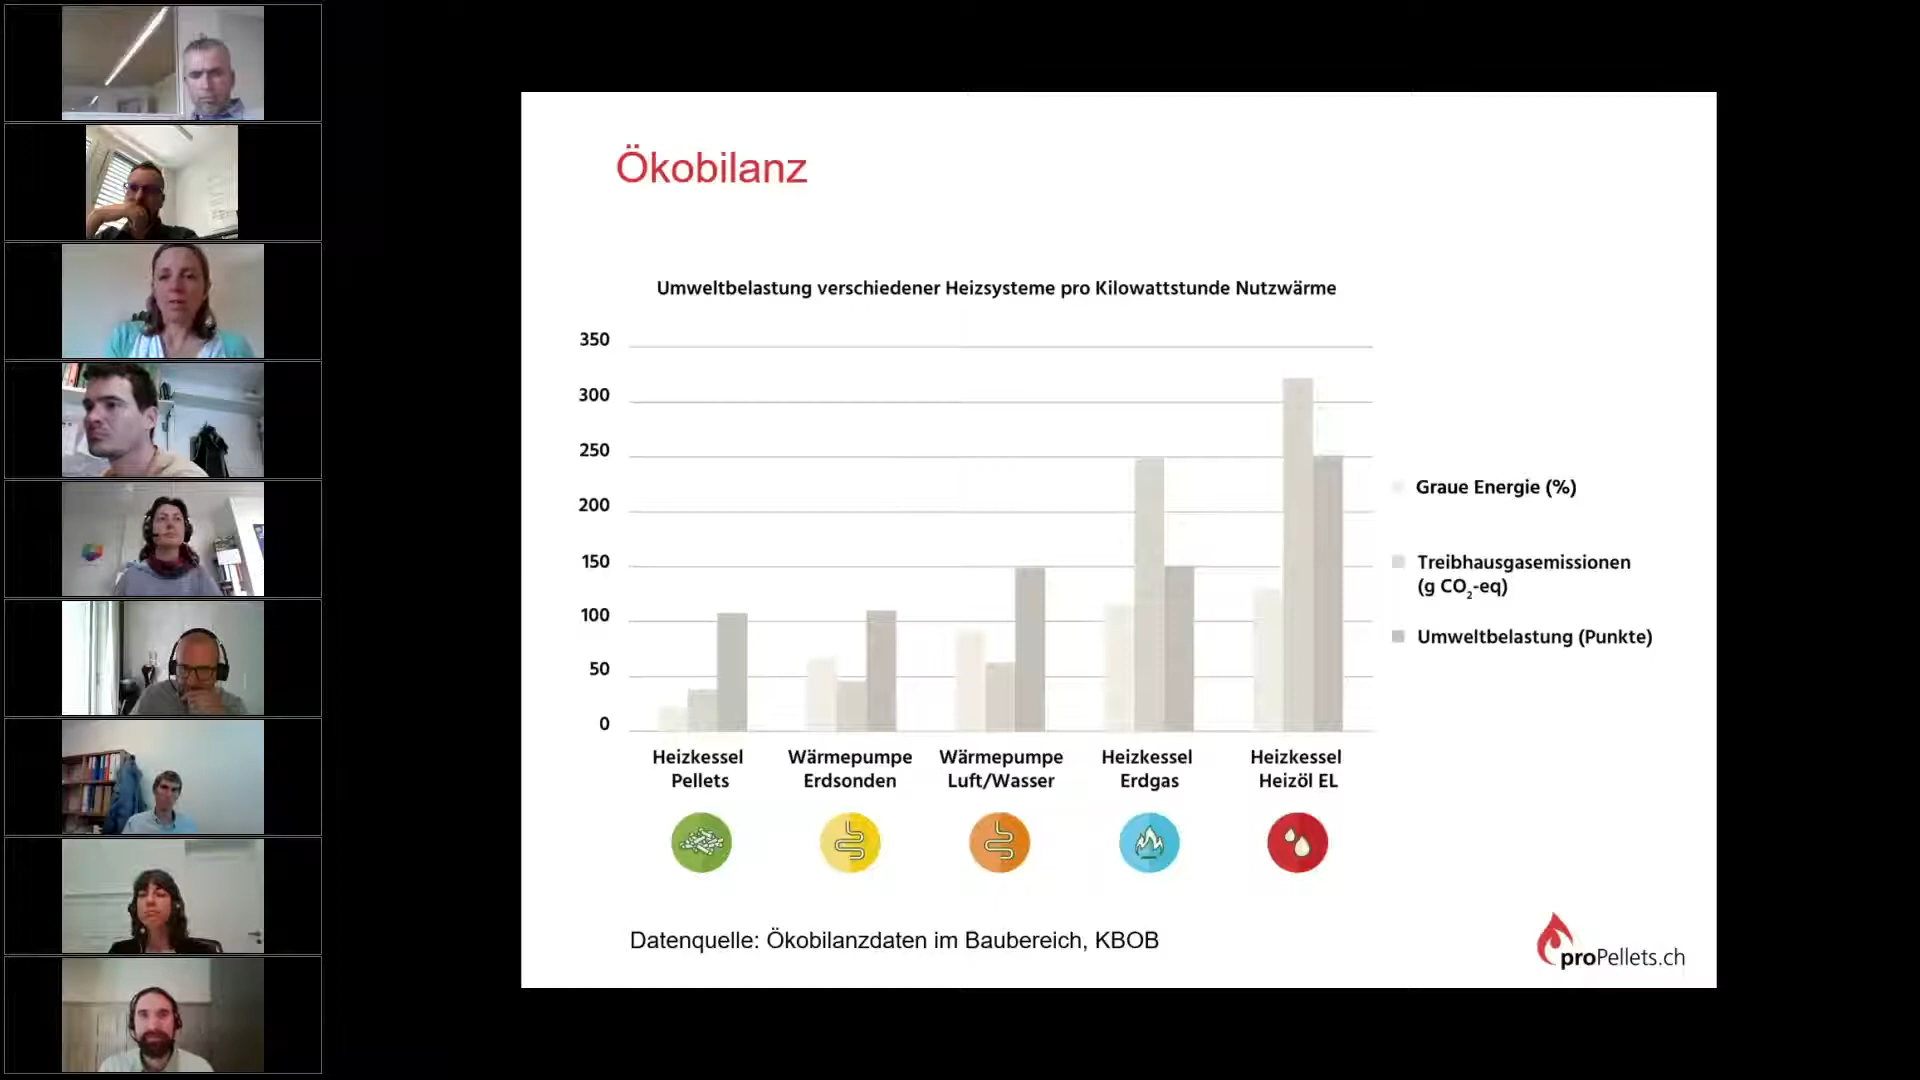 Ökobilanz
Umweltbelastung verschiedener Heizsysteme pro Kilowattstunde Nutzwärme
350
300
250
200
150
100
50
0
Graue Energie (%)
Treibhausgasemissionen
(g CO₂-eq)
Umweltbelastung (Punkte)
Heizkessel
Pellets
Wärmepumpe
Erdsonden
Wärmepumpe
Luft/Wasser
Heizkessel
Erdgas
Heizkessel
Heizöl EL
Datenquelle: Ökobilanzdaten im Baubereich, KBOB
proPellets.ch